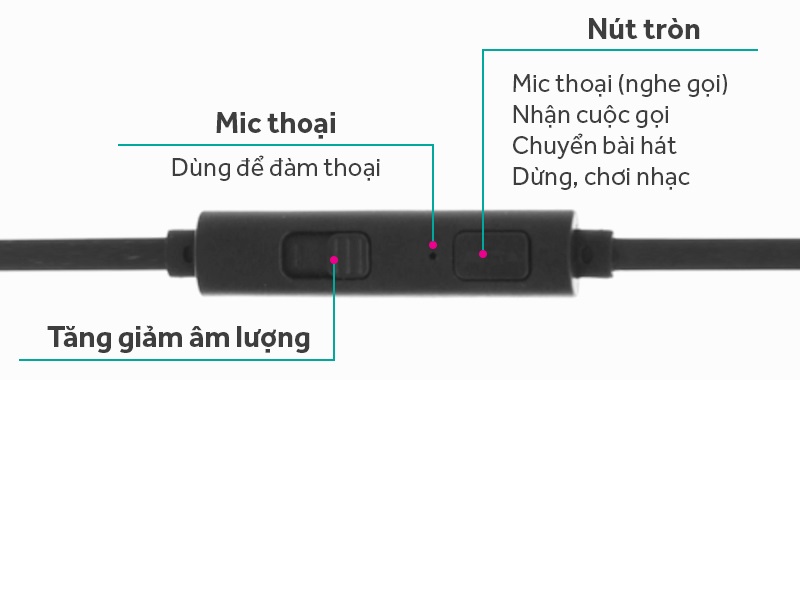 Nút tròn
Mic thoại (nghe gọi)
Nhận cuộc gọi
Chuyển bài hát
Dừng, chơi nhạc
Mic thoại
Dùng để đàm thoại
Tăng giảm âm lượng